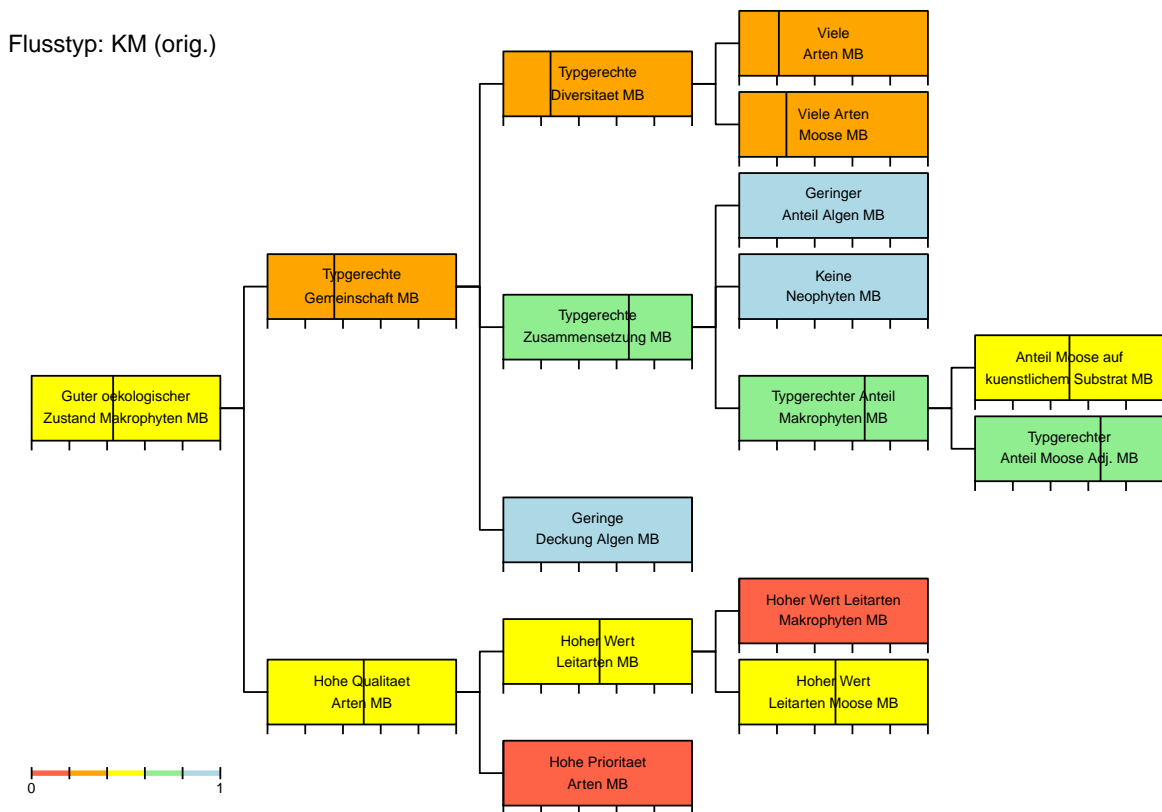 Flusstyp: KM (orig.)
Viele
Arten MB
Typgerechte
Diversitaet MB
Viele Arten
Moose MB
Geringer
Anteil Algen MB
Typgerechte
Gemeinschaft MB
Keine
Neophyten MB
Typgerechte
Zusammensetzung MB
Anteil Moose auf
kuenstlichem Substrat MB
Guter oekologischer
Zustand Makrophyten MB
Typgerechter Anteil
Makrophyten MB
Typgerechter
Anteil Moose Adj. MB
Geringe
Deckung Algen MB
Hoher Wert Leitarten
Makrophyten MB
Hoher Wert
Leitarten MB
Hohe Qualitaet
Arten MB
Hoher Wert
Leitarten Moose MB
Hohe Prioritaet
Arten MB
0
1